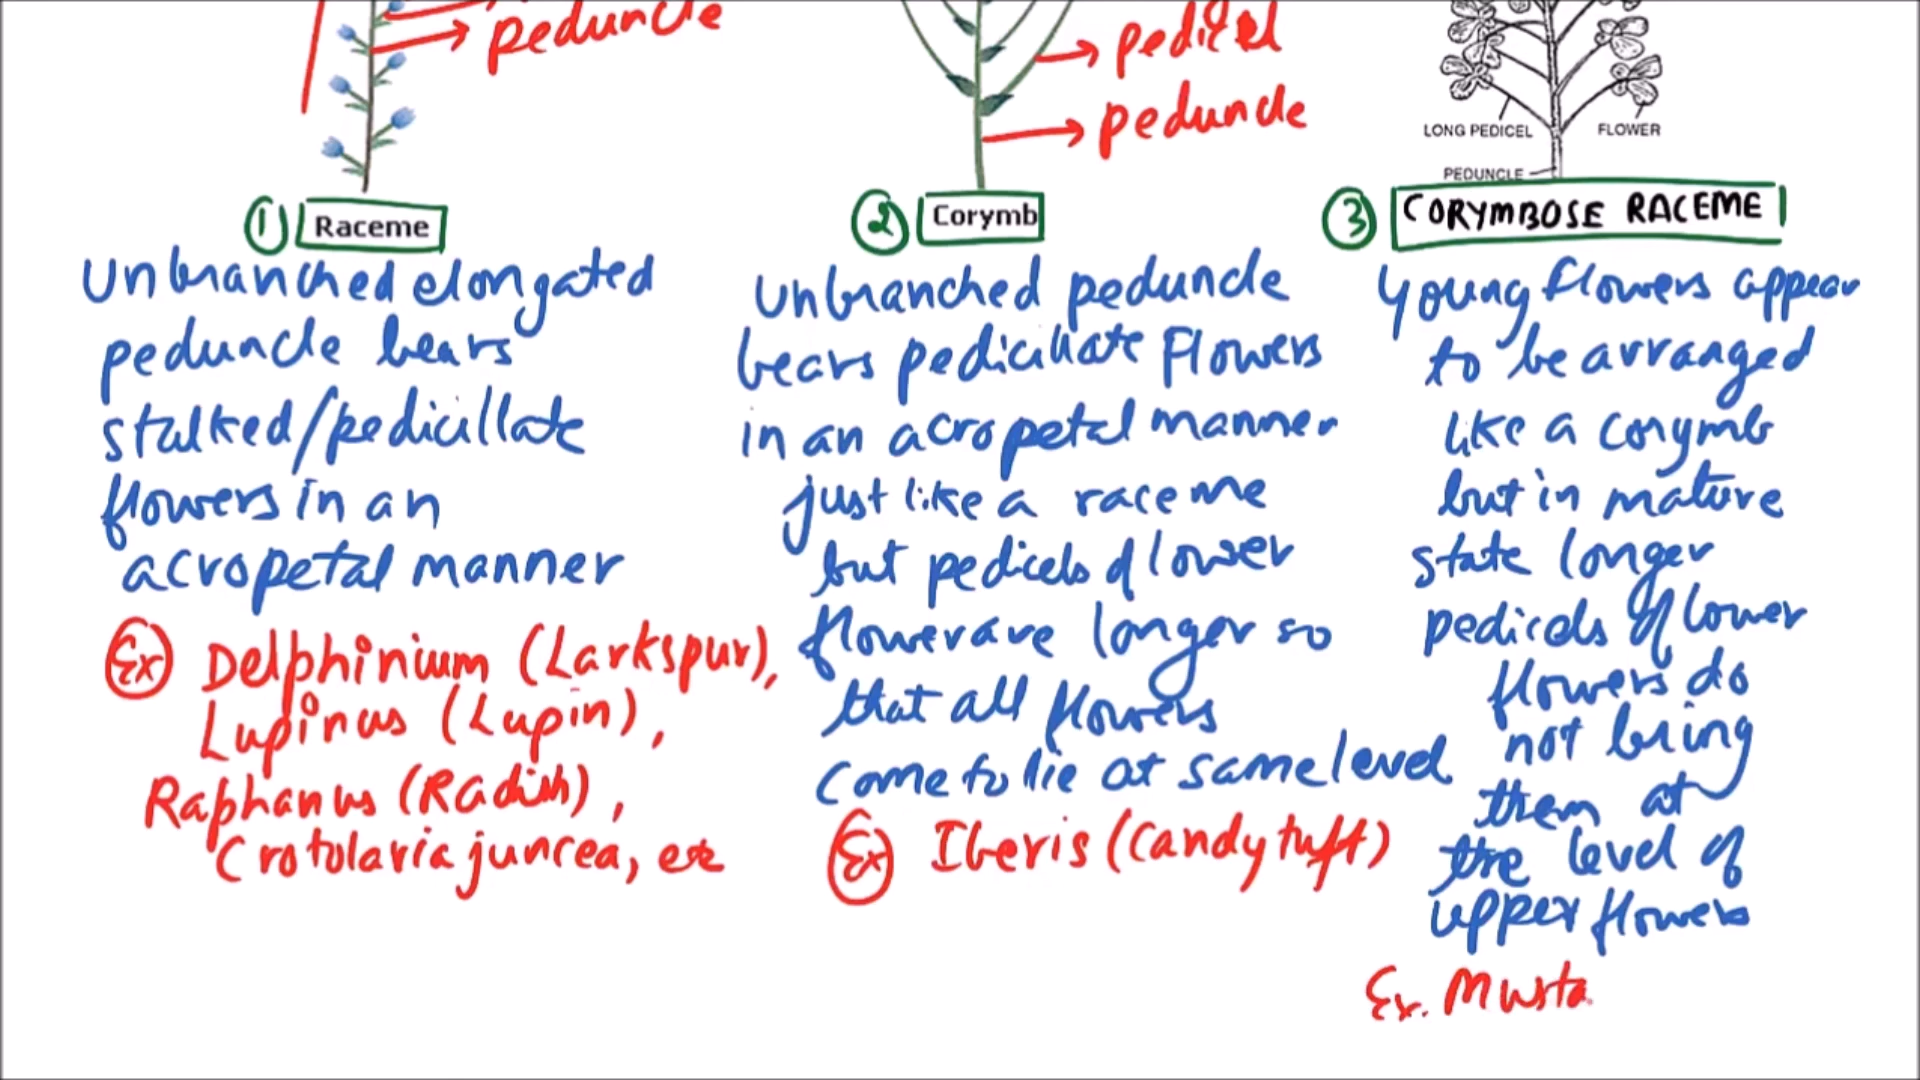 peduncle
pedicel
peduncle
LONG PEDICEL
FLOWER
PEDUNCLE
1 Raceme
Unbranched elongated
peduncle bears
stalked/pedicillate
flowers in an
acropetal manner
Ex Delphinium (Larkspur),
Lupinus (Lupin),
Raphanus (Radish),
Crotolaria juncea, etc
2 Corymb
Unbranched peduncle
bears pedicillate Flowers
in an acropetal manner
just like a raceme
but pedicels of lower
flower are longer so
that all flowers
come to lie at same level
Ex Iberis (Candytuft)
3 CORYMBOSE RACEME
Young flowers appear
to be arranged
like a corymb
but in mature
state longer
pedicels of lower
flowers do
not bring
them at
the level of
upper flowers
Ex. Musta